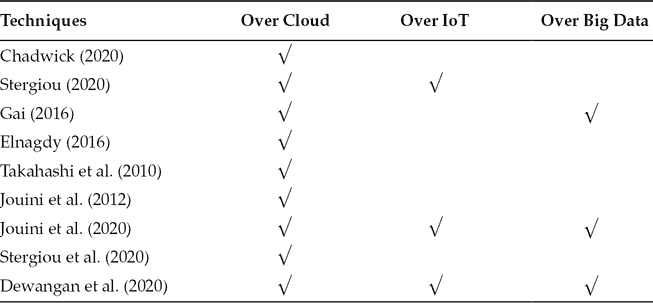 Techniques Over Cloud Over IoT Over Big Data
Chadwick (2020) √
Stergiou (2020) √ √
Gai (2016) √ √
Elnagdy (2016) √
Takahashi et al. (2010) √
Jouini et al. (2012) √
Jouini et al. (2020) √ √ √
Stergiou et al. (2020) √
Dewangan et al. (2020) √ √ √